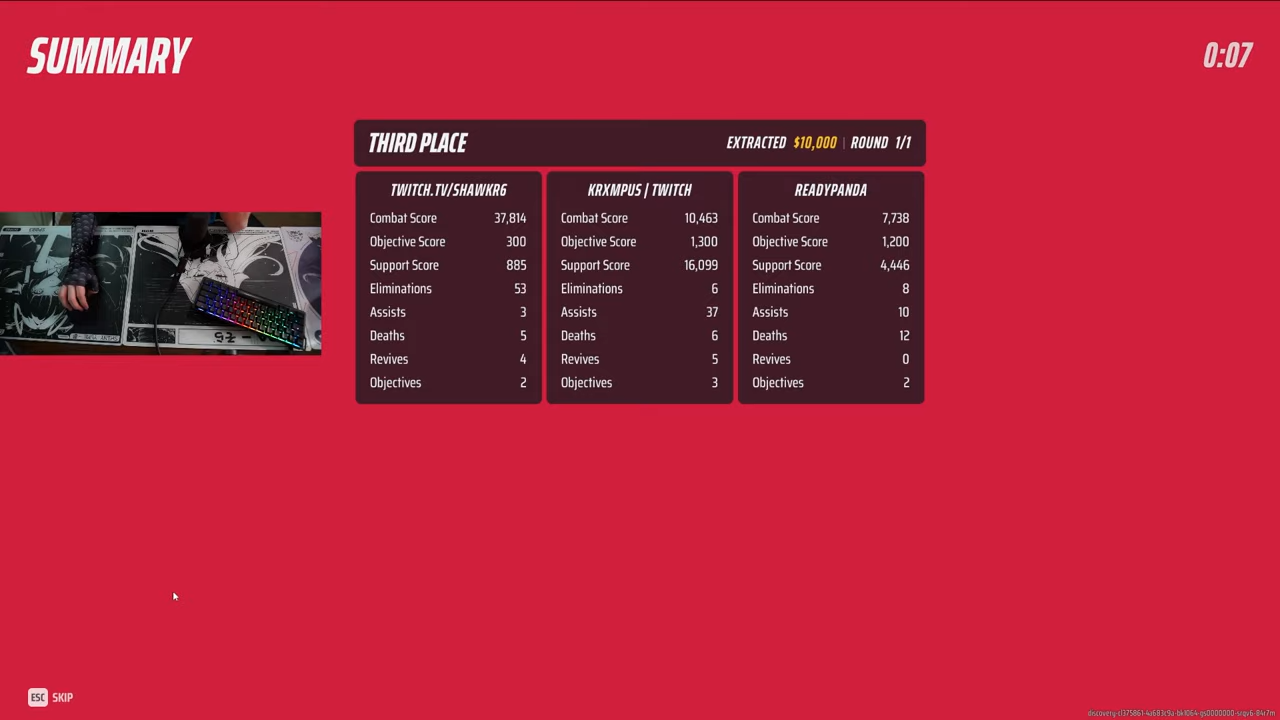 SUMMARY
0:07
THIRD PLACE
EXTRACTED $10,000 | ROUND 1/1
TWITCH.TV/SHAWKR6
Combat Score 37,814
Objective Score 300
Support Score 885
Eliminations 53
Assists 3
Deaths 5
Revives 4
Objectives 2
KRXMPUS | TWITCH
Combat Score 10,463
Objective Score 1,300
Support Score 16,099
Eliminations 6
Assists 37
Deaths 6
Revives 5
Objectives 3
READYPANDA
Combat Score 7,738
Objective Score 1,200
Support Score 4,446
Eliminations 8
Assists 10
Deaths 12
Revives 0
Objectives 2
ESC SKIP